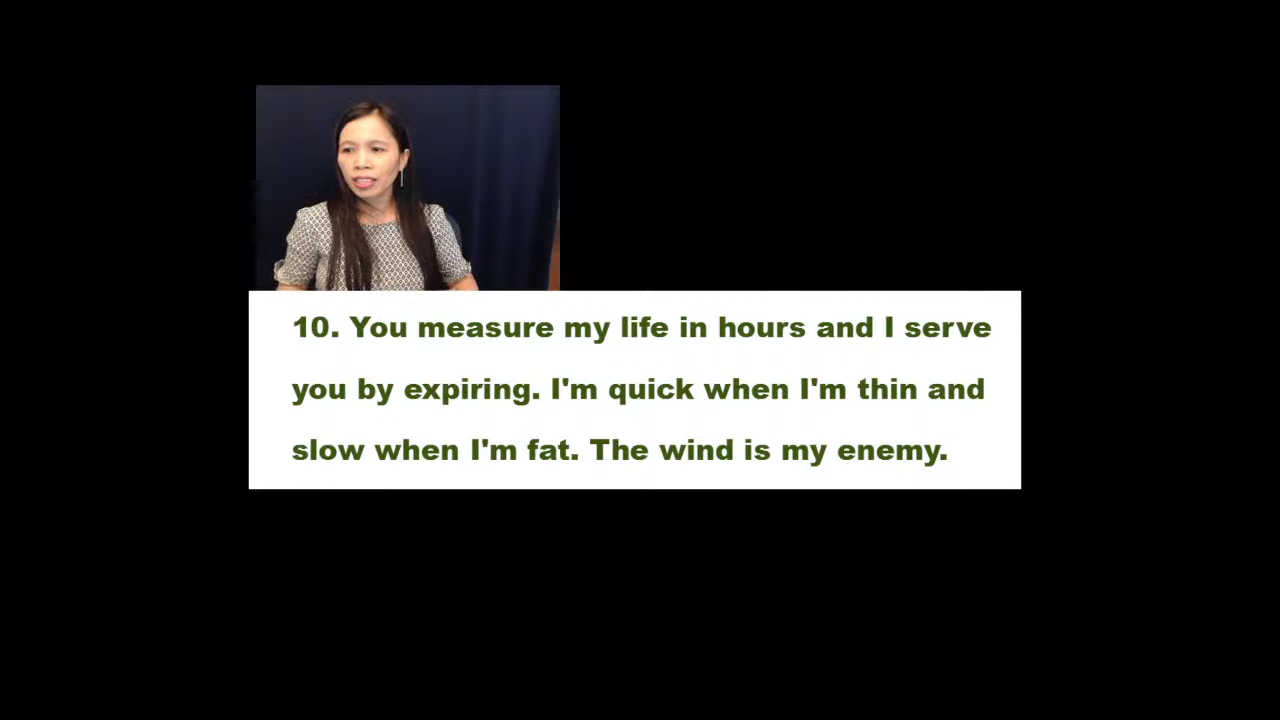 10. You measure my life in hours and I serve
you by expiring. I'm quick when I'm thin and
slow when I'm fat. The wind is my enemy.